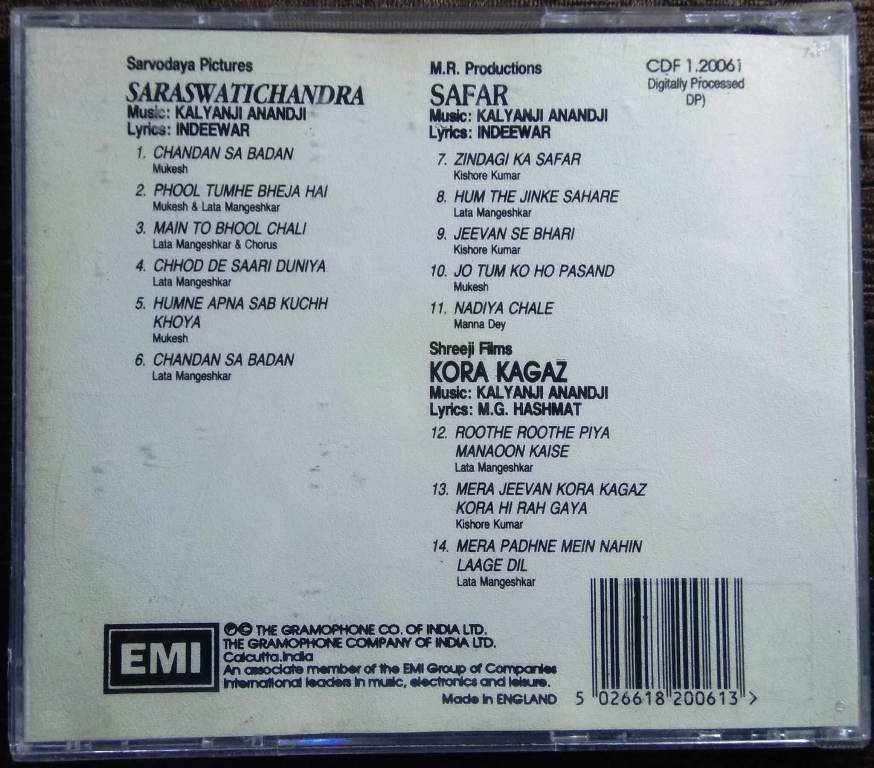 Sarvodaya Pictures
SARASWATICHANDRA
Music: KALYANJI ANANDJI
Lyrics: INDEEWAR
1. CHANDAN SA BADAN
Mukesh
2. PHOOL TUMHE BHEJA HAI
Mukesh & Lata Mangeshkar
3. MAIN TO BHOOL CHALI
Lata Mangeshkar & Chorus
4. CHHOD DE SAARI DUNIYA
Lata Mangeshkar
5. HUMNE APNA SAB KUCHH
KHOYA
Mukesh
6. CHANDAN SA BADAN
Lata Mangeshkar
M.R. Productions
SAFAR
Music: KALYANJI ANANDJI
Lyrics: INDEEWAR
7. ZINDAGI KA SAFAR
Kishore Kumar
8. HUM THE JINKE SAHARE
Lata Mangeshkar
9. JEEVAN SE BHARI
Kishore Kumar
10. JO TUM KO HO PASAND
Mukesh
11. NADIYA CHALE
Manna Dey
Shreeji Films
KORA KAGAZ
Music: KALYANJI ANANDJI
Lyrics: M.G. HASHMAT
12. ROOTHE ROOTHE PIYA
MANAOON KAISE
Lata Mangeshkar
13. MERA JEEVAN KORA KAGAZ
KORA HI RAH GAYA
Kishore Kumar
14. MERA PADHNE MEIN NAHIN
LAAGE DIL
Lata Mangeshkar
CDF 1.20061
Digitally Processed
DP)
EMI
℗© THE GRAMOPHONE CO. OF INDIA LTD.
THE GRAMOPHONE COMPANY OF INDIA LTD.
Calcutta.India
An associate member of the EMI Group of Companies
International leaders in music, electronics and leisure.
Made in ENGLAND
5 026618 200613 >